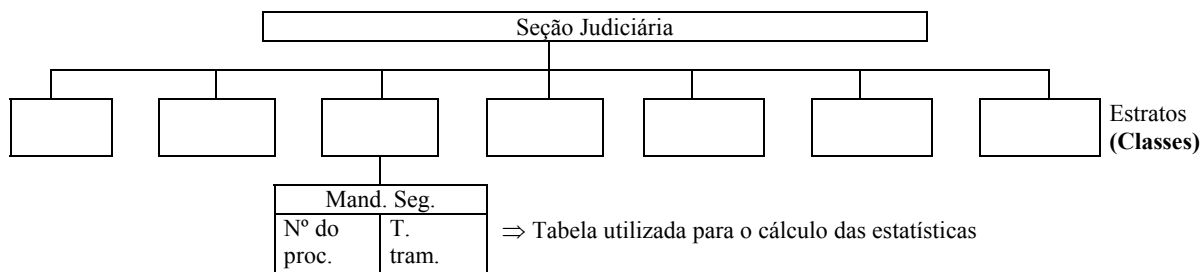 Seção Judiciária
Estratos
(Classes)
Mand. Seg.
Nº do
proc.
T.
tram.
⇒ Tabela utilizada para o cálculo das estatísticas